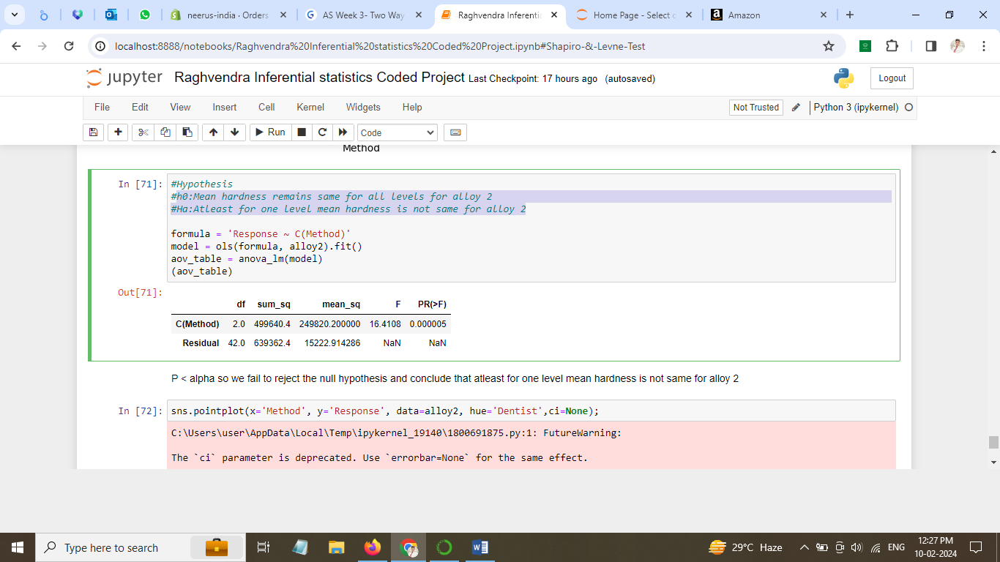 neerus-india · Orders
AS Week 3- Two Way
Raghvendra Inferenti
Home Page - Select
Amazon
localhost:8888/notebooks/Raghvendra%20Inferential%20statistics%20Coded%20Project.ipynb#Shapiro-&-Levne-Test
jupyter Raghvendra Inferential statistics Coded Project Last Checkpoint: 17 hours ago (autosaved)
Logout
File Edit View Insert Cell Kernel Widgets Help
Not Trusted
Python 3 (ipykernel)
Run
Code
Method
In [71]:
#Hypothesis
#h0:Mean hardness remains same for all levels for alloy 2
#Ha:Atleast for one level mean hardness is not same for alloy 2
formula = 'Response ~ C(Method)'
model = ols(formula, alloy2).fit()
aov_table = anova_lm(model)
(aov_table)
Out[71]:
df sum_sq mean_sq F PR(>F)
C(Method) 2.0 499640.4 249820.200000 16.4108 0.000005
Residual 42.0 639362.4 15222.914286 NaN NaN
P < alpha so we fail to reject the null hypothesis and conclude that atleast for one level mean hardness is not same for alloy 2
In [72]:
sns.pointplot(x='Method', y='Response', data=alloy2, hue='Dentist',ci=None);
C:\Users\user\AppData\Local\Temp\ipykernel_19140\1800691875.py:1: FutureWarning:
The `ci` parameter is deprecated. Use `errorbar=None` for the same effect.
Type here to search
29°C Haze
ENG
12:27 PM
10-02-2024